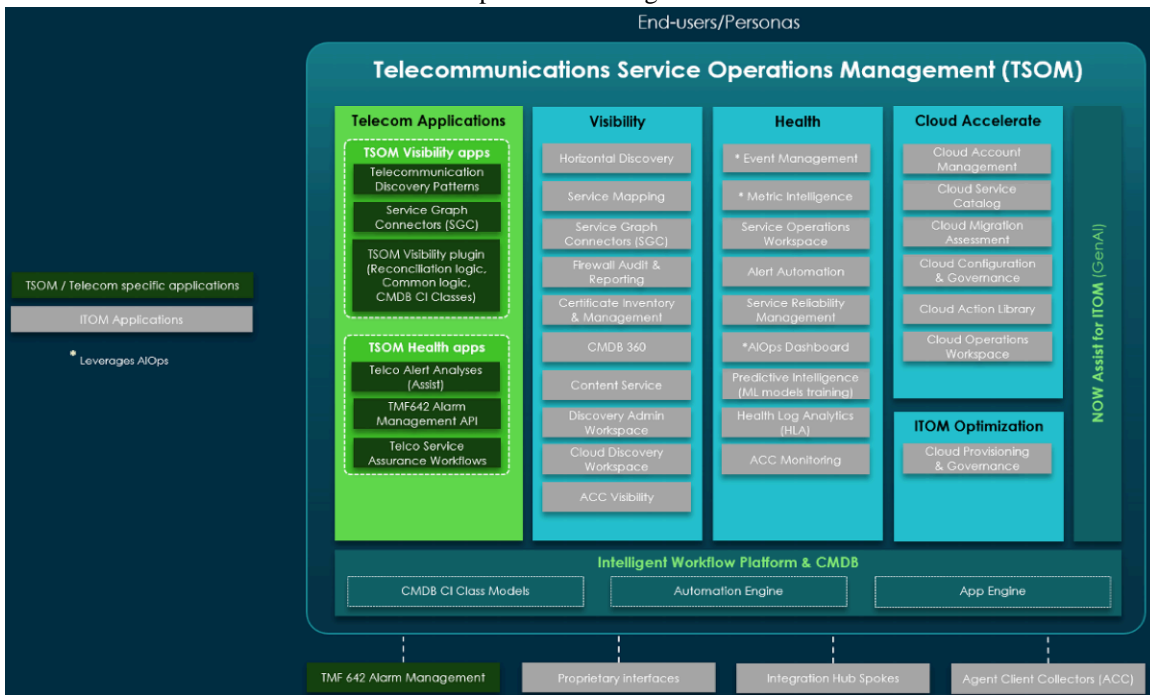 End-users/Personas
Telecommunications Service Operations Management (TSOM)
Telecom Applications
TSOM Visibility apps
Telecommunication
Discovery Patterns
Service Graph
Connectors (SGC)
TSOM Visibility plugin
(Reconciliation logic,
Common logic,
CMDB CI Classes)
TSOM Health apps
Telco Alert Analyses
(Assist)
TMF642 Alarm
Management API
Telco Service
Assurance Workflows
Visibility
Horizontal Discovery
Service Mapping
Service Graph
Connectors (SGC)
Firewall Audit &
Reporting
Certificate Inventory
& Management
CMDB 360
Content Service
Discovery Admin
Workspace
Cloud Discovery
Workspace
ACC Visibility
Health
* Event Management
* Metric Intelligence
Service Operations
Workspace
Alert Automation
Service Reliability
Management
*AIOps Dashboard
Predictive Intelligence
(ML models training)
Health Log Analytics
(HLA)
ACC Monitoring
Cloud Accelerate
Cloud Account
Management
Cloud Service
Catalog
Cloud Migration
Assessment
Cloud Configuration
& Governance
Cloud Action Library
Cloud Operations
Workspace
ITOM Optimization
Cloud Provisioning
& Governance
NOW Assist for ITOM (GenAI)
TSOM / Telecom specific applications
ITOM Applications
* Leverages AIOps
Intelligent Workflow Platform & CMDB
CMDB CI Class Models
Automation Engine
App Engine
TMF 642 Alarm Management
Proprietary interfaces
Integration Hub Spokes
Agent Client Collectors (ACC)